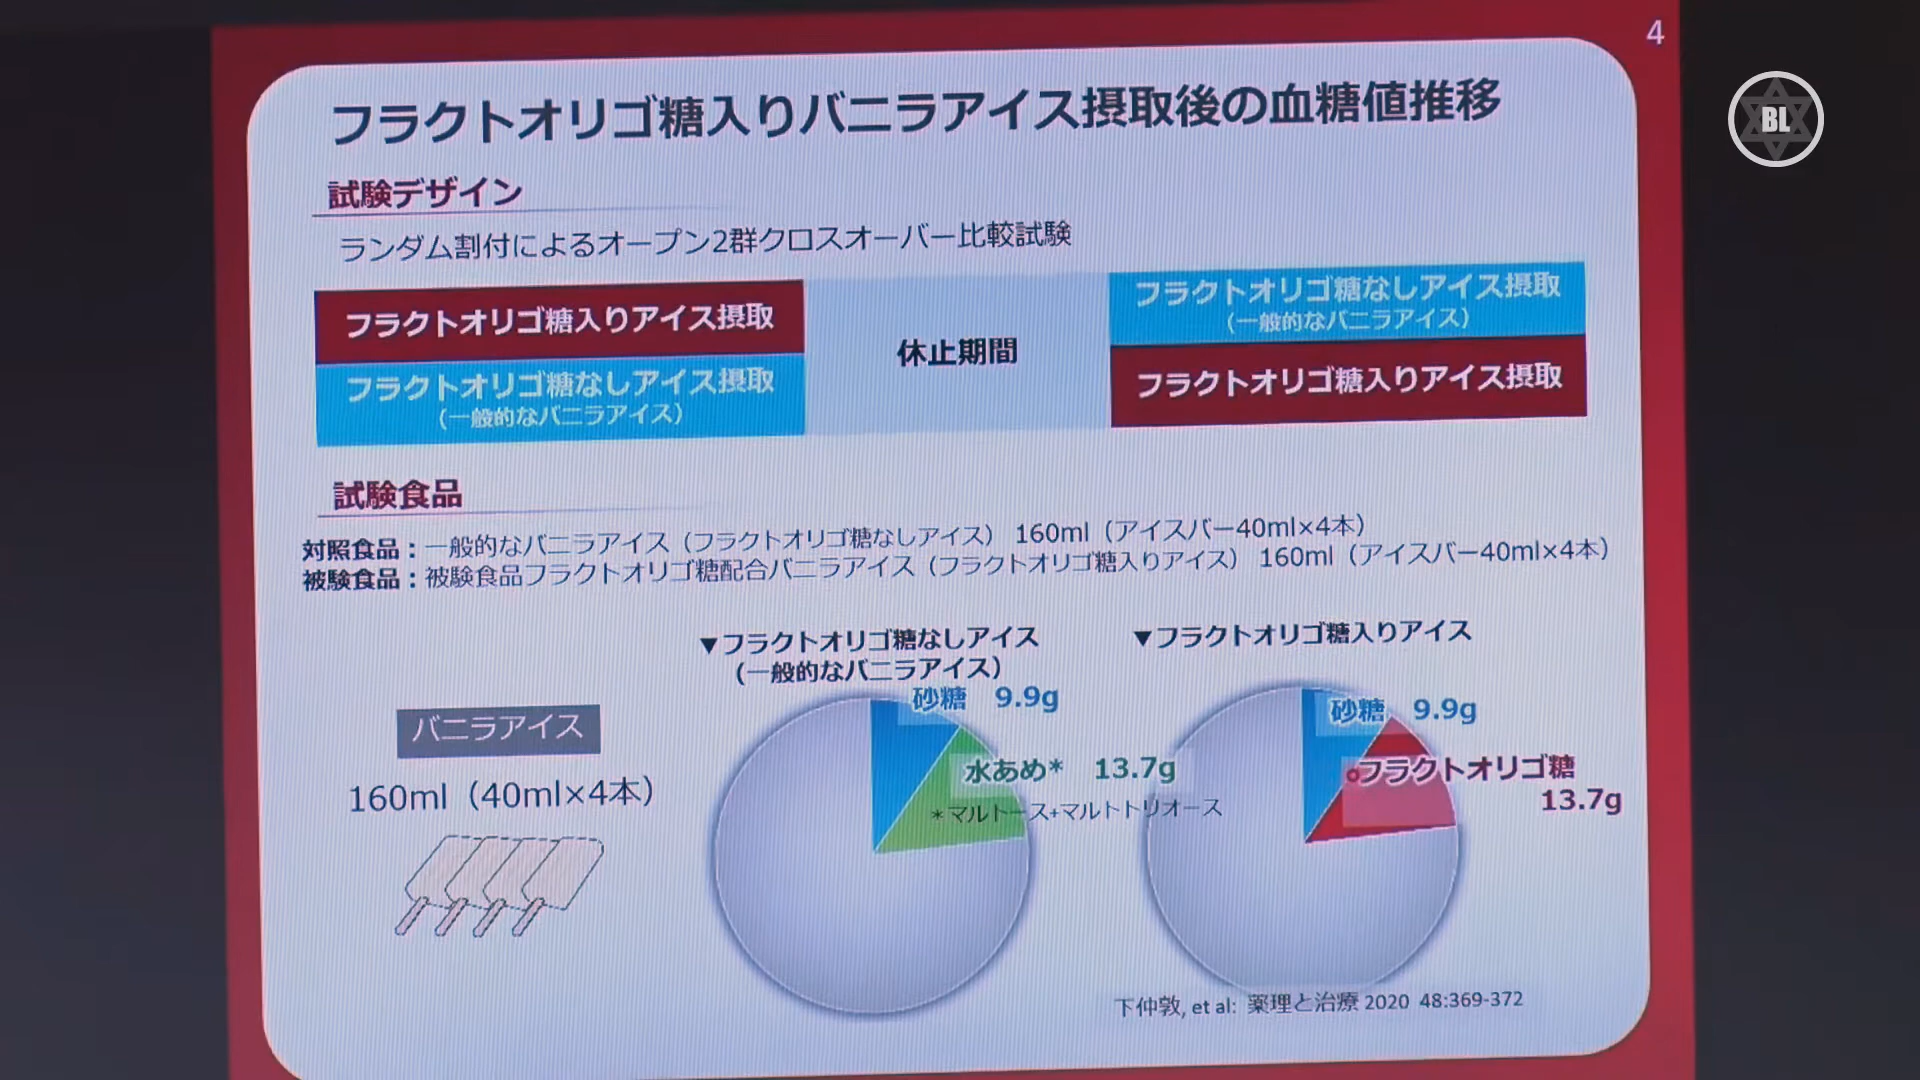 4
BL
フラクトオリゴ糖入りバニラアイス摂取後の血糖値推移
試験デザイン
ランダム割付によるオープン2群クロスオーバー比較試験
フラクトオリゴ糖入りアイス摂取
フラクトオリゴ糖なしアイス摂取
（一般的なバニラアイス）
休止期間
フラクトオリゴ糖なしアイス摂取
（一般的なバニラアイス）
フラクトオリゴ糖入りアイス摂取
試験食品
対照食品：一般的なバニラアイス（フラクトオリゴ糖なしアイス） 160ml（アイスバー40ml×4本）
被験食品：被験食品フラクトオリゴ糖配合バニラアイス（フラクトオリゴ糖入りアイス） 160ml（アイスバー40ml×4本）
バニラアイス
160ml（40ml×4本）
▼フラクトオリゴ糖なしアイス
（一般的なバニラアイス）
砂糖 9.9g
水あめ* 13.7g
*マルトース+マルトトリオース
▼フラクトオリゴ糖入りアイス
砂糖 9.9g
フラクトオリゴ糖
13.7g
下仲敦, et al: 薬理と治療 2020 48:369-372